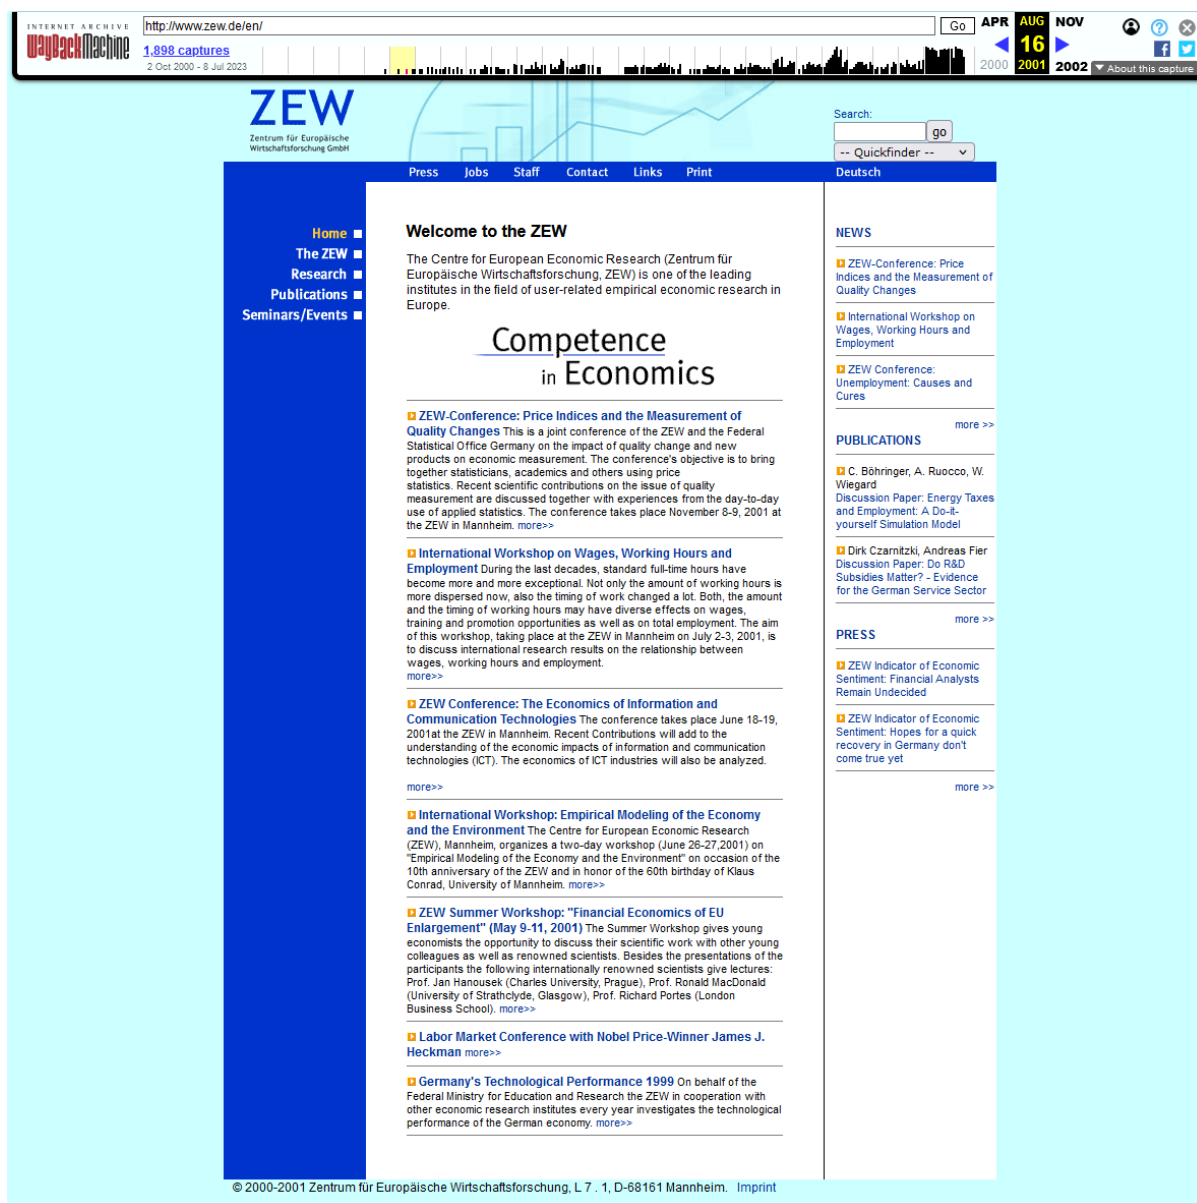 INTERNET ARCHIVE
WayBackMachine
http://www.zew.de/en/
Go
1,898 captures
2 Oct 2000 - 8 Jul 2023
APR AUG NOV
16
2000 2001 2002
About this capture
ZEW
Zentrum für Europäische
Wirtschaftsforschung GmbH
Search:
go
-- Quickfinder --
Press Jobs Staff Contact Links Print Deutsch
Home
The ZEW
Research
Publications
Seminars/Events
Welcome to the ZEW
The Centre for European Economic Research (Zentrum für
Europäische Wirtschaftsforschung, ZEW) is one of the leading
institutes in the field of user-related empirical economic research in
Europe.
Competence
in Economics
ZEW-Conference: Price Indices and the Measurement of
Quality Changes This is a joint conference of the ZEW and the Federal
Statistical Office Germany on the impact of quality change and new
products on economic measurement. The conference's objective is to bring
together statisticians, academics and others using price
statistics. Recent scientific contributions on the issue of quality
measurement are discussed together with experiences from the day-to-day
use of applied statistics. The conference takes place November 8-9, 2001 at
the ZEW in Mannheim. more>>
International Workshop on Wages, Working Hours and
Employment During the last decades, standard full-time hours have
become more and more exceptional. Not only the amount of working hours is
more dispersed now, also the timing of work changed a lot. Both, the amount
and the timing of working hours may have diverse effects on wages,
training and promotion opportunities as well as on total employment. The aim
of this workshop, taking place at the ZEW in Mannheim on July 2-3, 2001, is
to discuss international research results on the relationship between
wages, working hours and employment.
more>>
ZEW Conference: The Economics of Information and
Communication Technologies The conference takes place June 18-19,
2001at the ZEW in Mannheim. Recent Contributions will add to the
understanding of the economic impacts of information and communication
technologies (ICT). The economics of ICT industries will also be analyzed.
more>>
International Workshop: Empirical Modeling of the Economy
and the Environment The Centre for European Economic Research
(ZEW), Mannheim, organizes a two-day workshop (June 26-27,2001) on
"Empirical Modeling of the Economy and the Environment" on occasion of the
10th anniversary of the ZEW and in honor of the 60th birthday of Klaus
Conrad, University of Mannheim. more>>
ZEW Summer Workshop: "Financial Economics of EU
Enlargement" (May 9-11, 2001) The Summer Workshop gives young
economists the opportunity to discuss their scientific work with other young
colleagues as well as renowned scientists. Besides the presentations of the
participants the following internationally renowned scientists give lectures:
Prof. Jan Hanousek (Charles University, Prague), Prof. Ronald MacDonald
(University of Strathclyde, Glasgow), Prof. Richard Portes (London
Business School). more>>
Labor Market Conference with Nobel Price-Winner James J.
Heckman more>>
Germany's Technological Performance 1999 On behalf of the
Federal Ministry for Education and Research the ZEW in cooperation with
other economic research institutes every year investigates the technological
performance of the German economy. more>>
NEWS
ZEW-Conference: Price
Indices and the Measurement of
Quality Changes
International Workshop on
Wages, Working Hours and
Employment
ZEW Conference:
Unemployment: Causes and
Cures
more >>
PUBLICATIONS
C. Böhringer, A. Ruocco, W.
Wiegard
Discussion Paper: Energy Taxes
and Employment: A Do-it-
yourself Simulation Model
Dirk Czarnitzki, Andreas Fier
Discussion Paper: Do R&D
Subsidies Matter? - Evidence
for the German Service Sector
more >>
PRESS
ZEW Indicator of Economic
Sentiment: Financial Analysts
Remain Undecided
ZEW Indicator of Economic
Sentiment: Hopes for a quick
recovery in Germany don't
come true yet
more >>
© 2000-2001 Zentrum für Europäische Wirtschaftsforschung, L 7 . 1, D-68161 Mannheim. Imprint